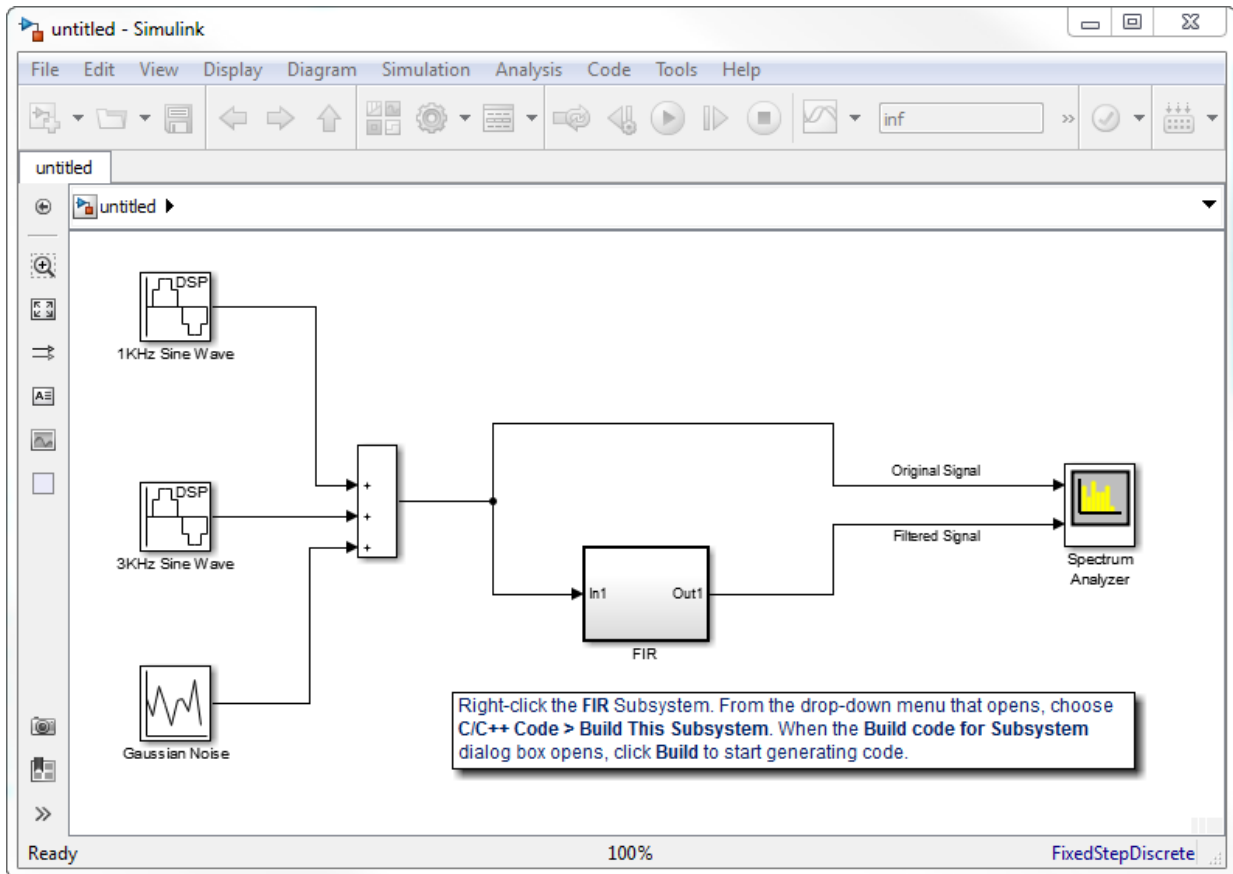 untitled - Simulink
File Edit View Display Diagram Simulation Analysis Code Tools Help
inf
untitled
untitled
DSP
1KHz Sine Wave
DSP
3KHz Sine Wave
Gaussian Noise
+
+
+
Original Signal
Filtered Signal
Spectrum
Analyzer
In1 Out1
FIR
Right-click the FIR Subsystem. From the drop-down menu that opens, choose
C/C++ Code > Build This Subsystem. When the Build code for Subsystem
dialog box opens, click Build to start generating code.
Ready 100% FixedStepDiscrete